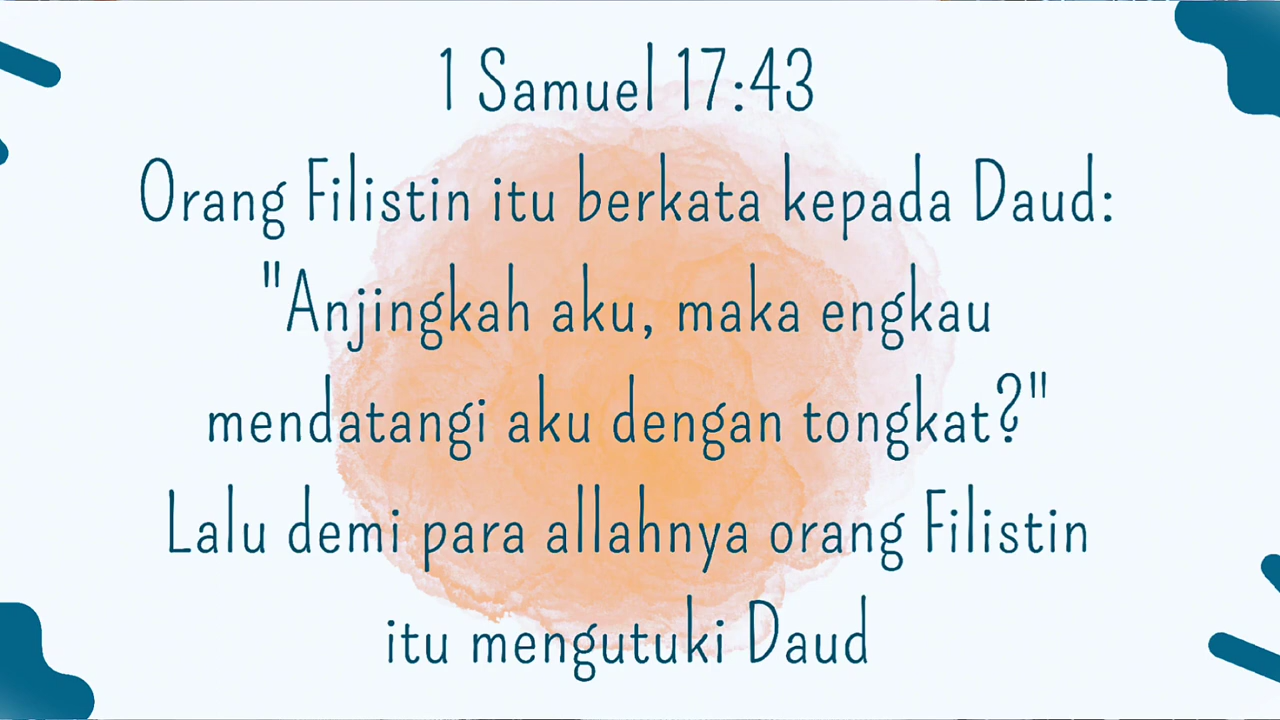 1 Samuel 17:43
Orang Filistin itu berkata kepada Daud:
"Anjingkah aku, maka engkau
mendatangi aku dengan tongkat?"
Lalu demi para allahnya orang Filistin
itu mengutuki Daud